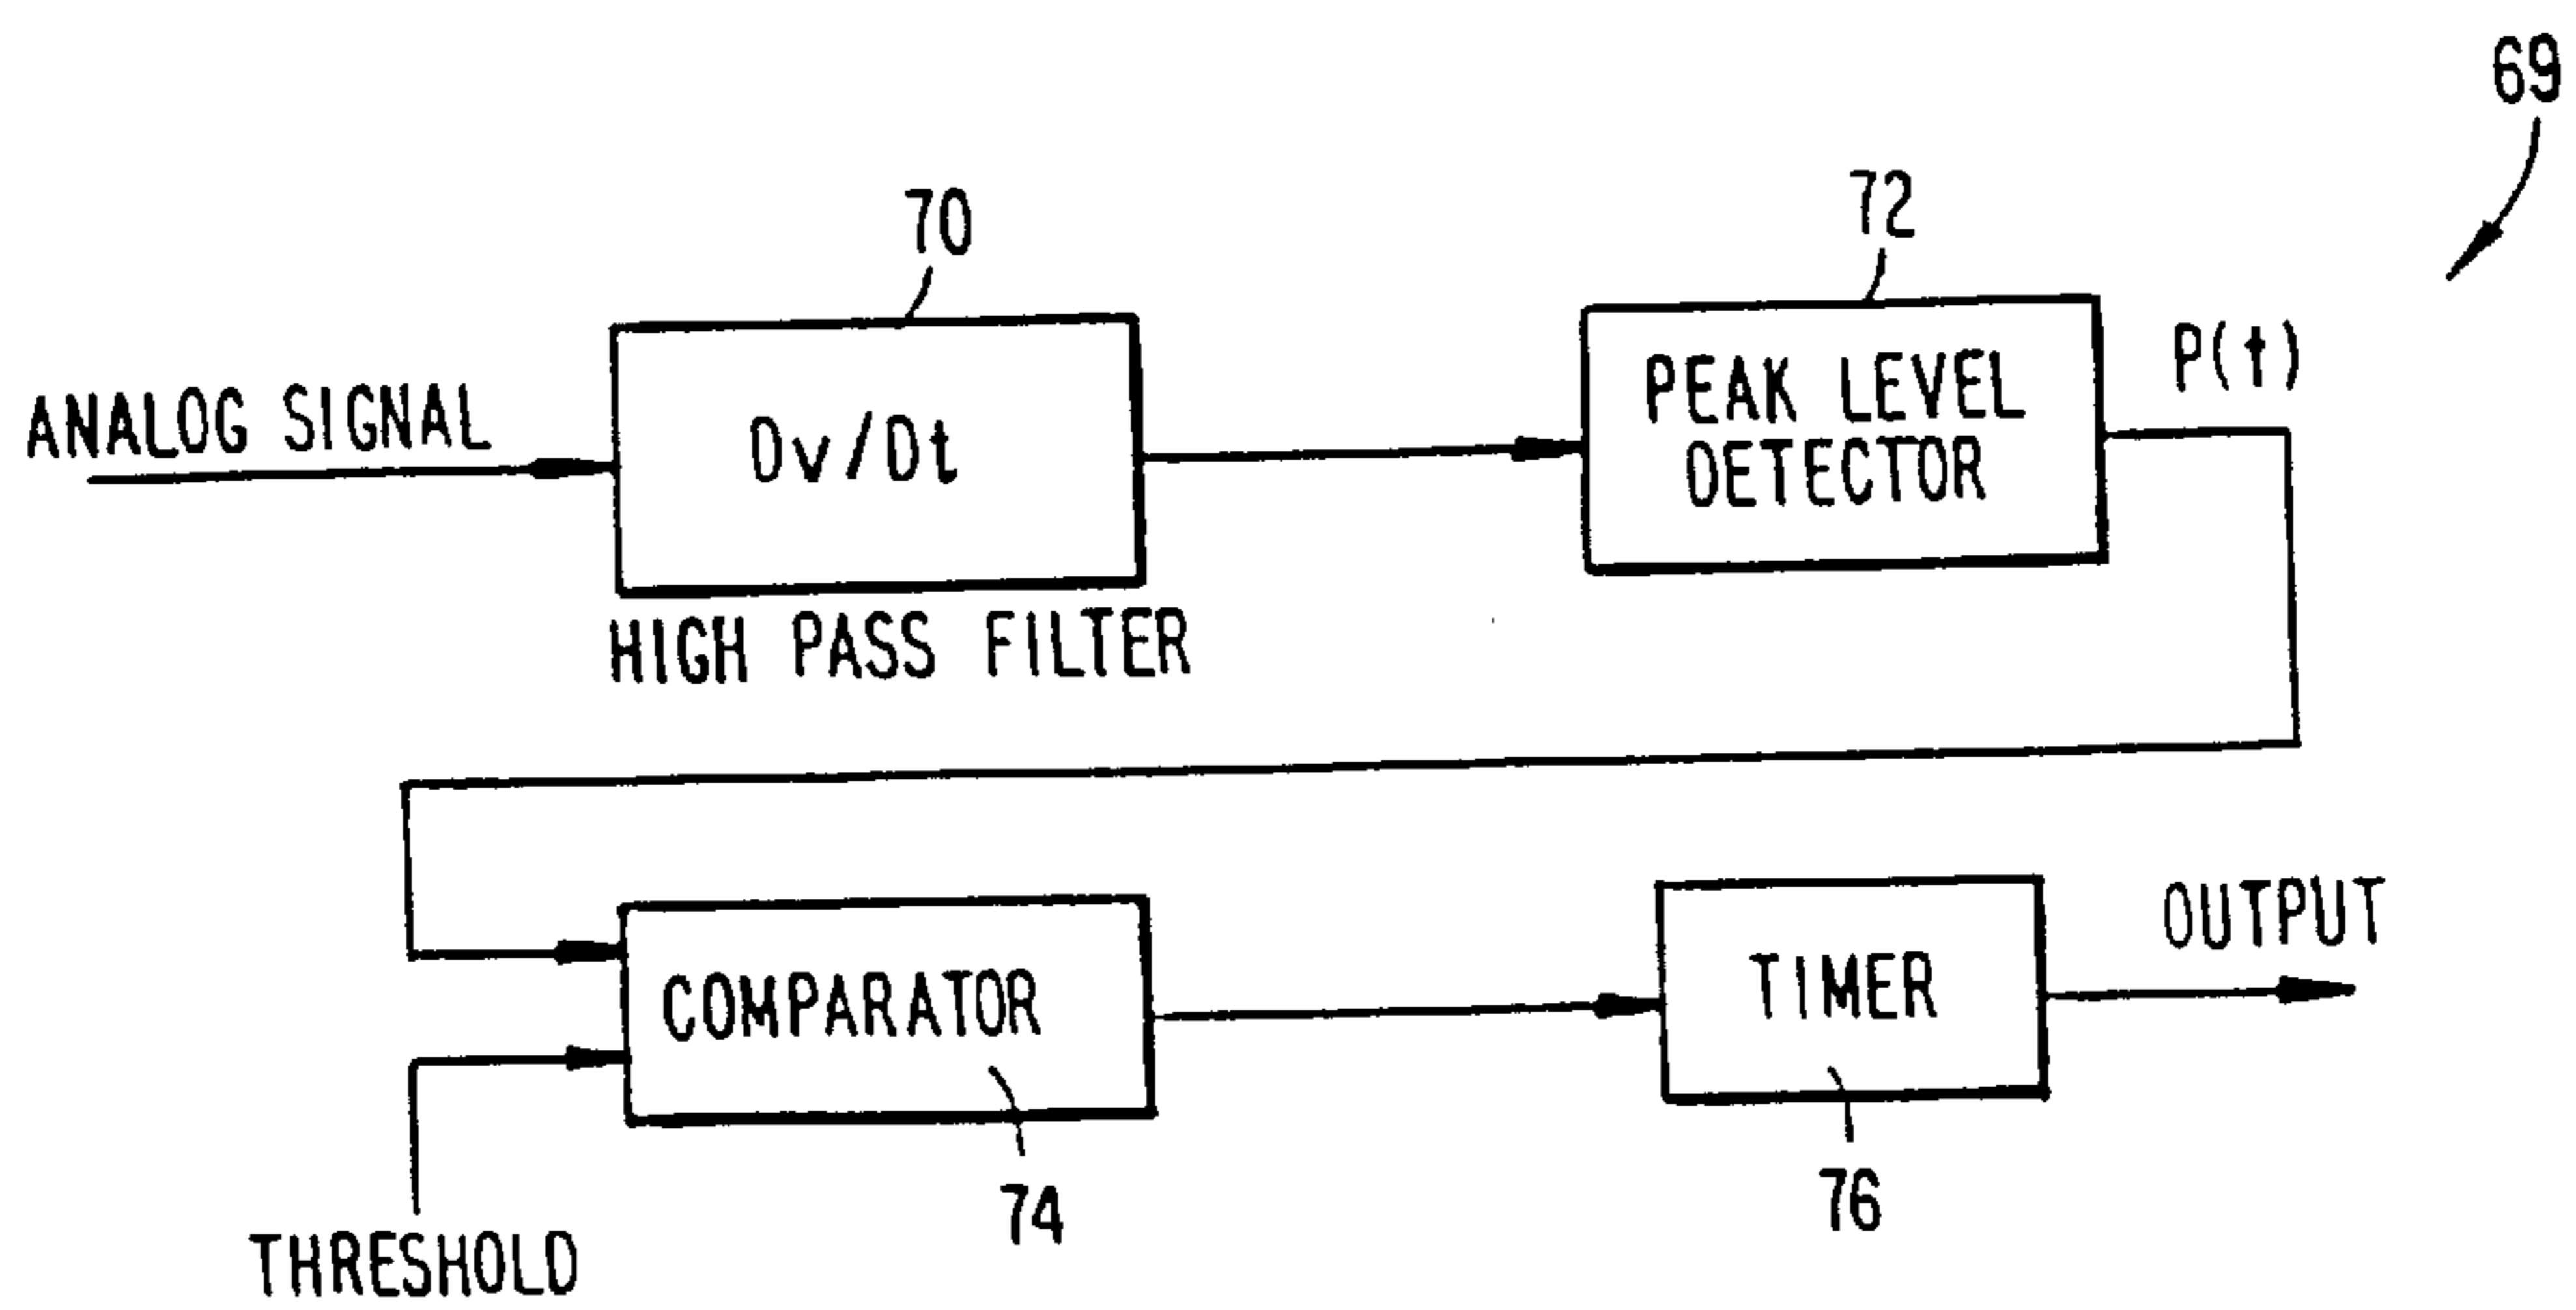 69
70
72
ANALOG SIGNAL
Dv/Dt
HIGH PASS FILTER
PEAK LEVEL
DETECTOR
P(t)
COMPARATOR
74
THRESHOLD
TIMER
76
OUTPUT